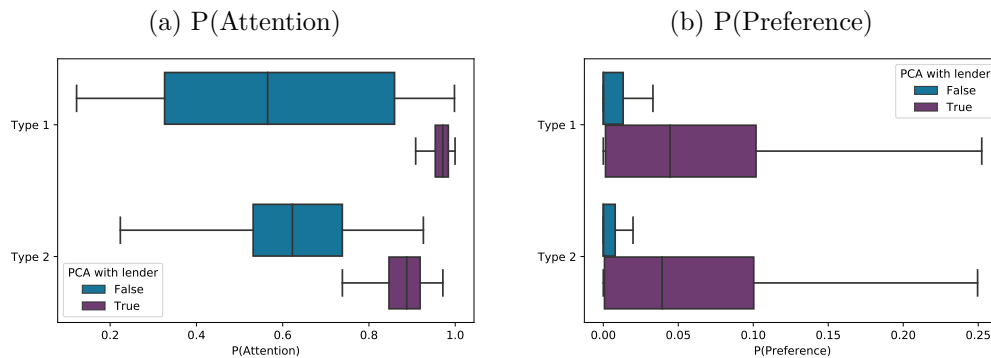 (a) P(Attention)
PCA with lender
False
True
Type 1
Type 2
0.2 0.4 0.6 0.8 1.0
P(Attention)
(b) P(Preference)
PCA with lender
False
True
Type 1
Type 2
0.00 0.05 0.10 0.15 0.20 0.25
P(Preference)